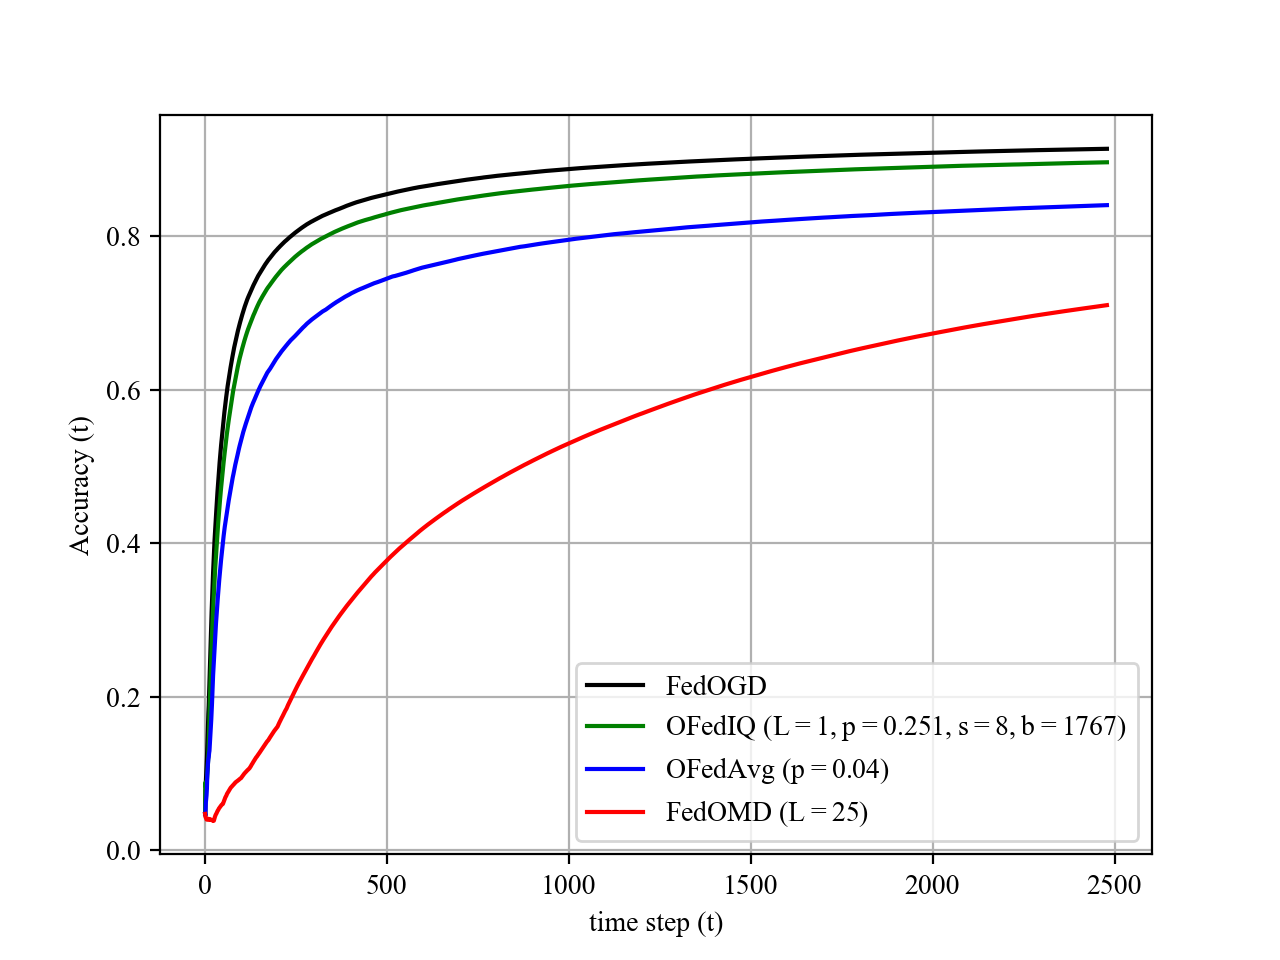 0.8
0.6
0.4
0.2
0.0
Accuracy (t)
FedOGD
OFedIQ (L = 1, p = 0.251, s = 8, b = 1767)
OFedAvg (p = 0.04)
FedOMD (L = 25)
0 500 1000 1500 2000 2500
time step (t)